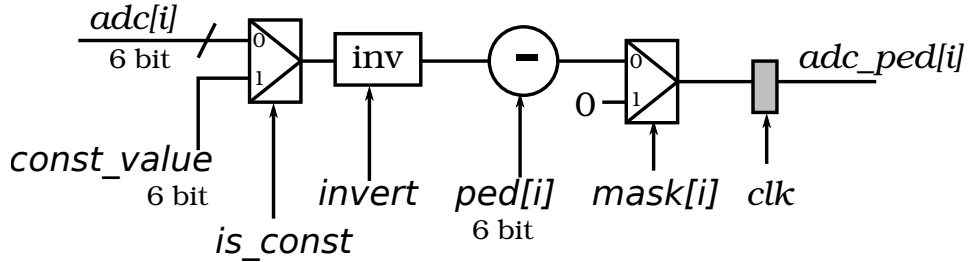 adc[i]
6 bit
0
1
inv
-
0
1
0
adc_ped[i]
const_value
6 bit
is_const
invert
ped[i]
6 bit
mask[i]
clk